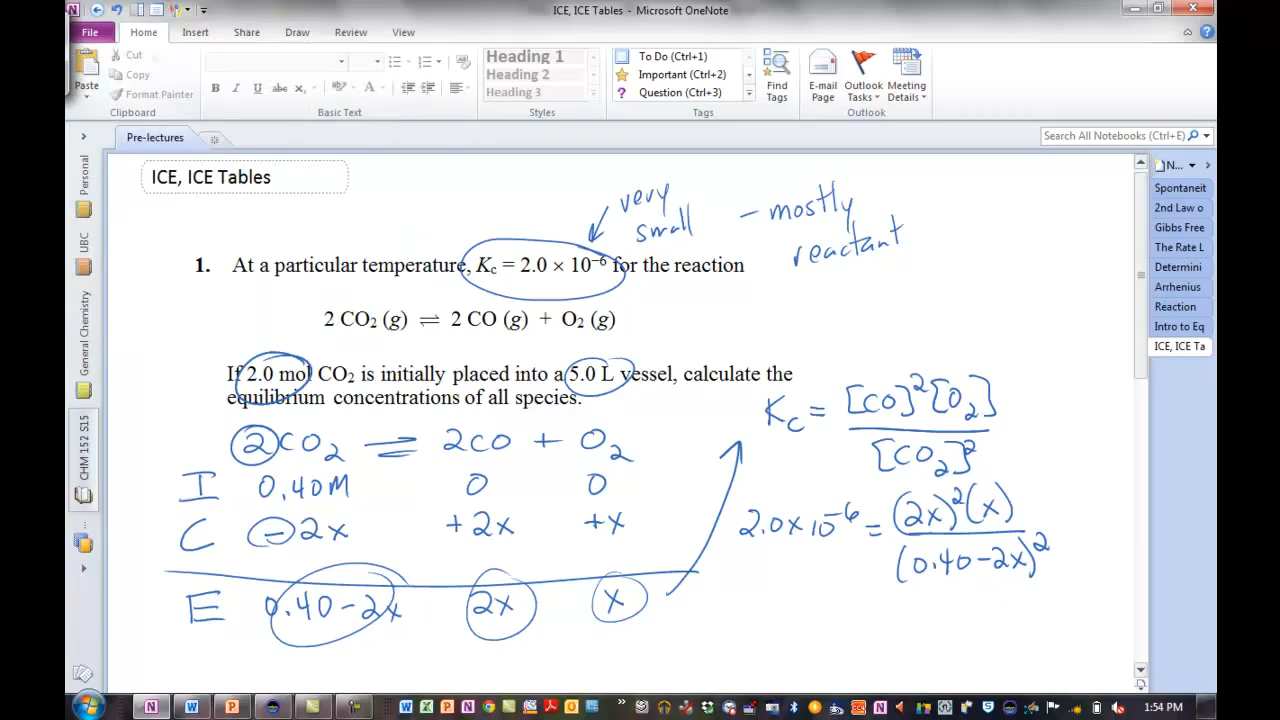 ICE, ICE Tables - Microsoft OneNote
File Home Insert Share Draw Review View
Cut
Copy
Format Painter
Paste
Clipboard
B I U abc X₂ A
Basic Text
Heading 1
Heading 2
Heading 3
Styles
To Do (Ctrl+1)
Important (Ctrl+2)
Question (Ctrl+3)
Find Tags
Tags
E-mail Page
Outlook Tasks
Meeting Details
Outlook
Pre-lectures
Search All Notebooks (Ctrl+E)
Personal
UBC
General Chemistry
CHM 152 S15
N...
Spontaneit
2nd Law o
Gibbs Free
The Rate L
Determini
Arrhenius
Reaction
Intro to Eq
ICE, ICE Ta
ICE, ICE Tables
very small
- mostly reactant
1. At a particular temperature, Kc = 2.0 × 10⁻⁶ for the reaction
2 CO₂ (g) ⇌ 2 CO (g) + O₂ (g)
If 2.0 mol CO₂ is initially placed into a 5.0 L vessel, calculate the
equilibrium concentrations of all species.
2CO₂ ⇌ 2CO + O₂
I 0.40M 0 0
C -2x +2x +x
E 0.40-2x 2x x
Kc = [CO]²[O₂] / [CO₂]²
2.0x10⁻⁶ = (2x)²(x) / (0.40-2x)²
1:54 PM